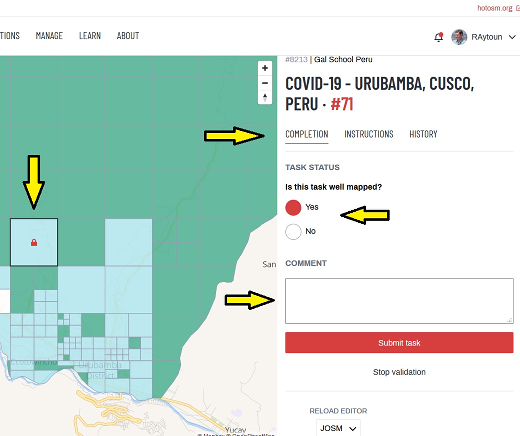 hotosm.org
TIONS MANAGE LEARN ABOUT
RAytoun
#8213 | Gal School Peru
COVID-19 - URUBAMBA, CUSCO,
PERU · #71
COMPLETION INSTRUCTIONS HISTORY
TASK STATUS
Is this task well mapped?
Yes
No
COMMENT
Submit task
Stop validation
RELOAD EDITOR
JOSM
+
−
San
Urubamba
Yucay